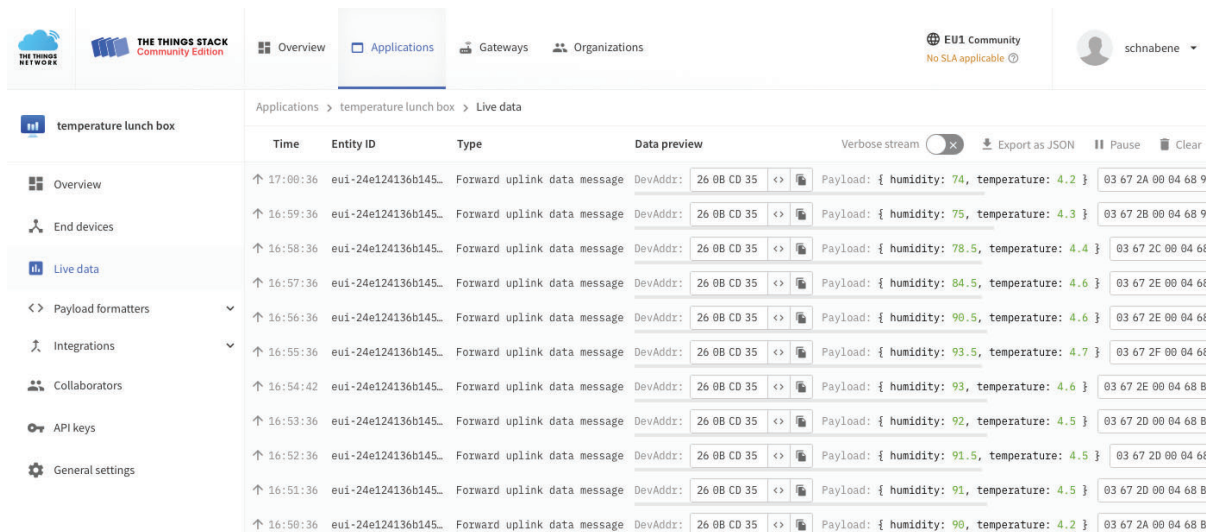 THE THINGS NETWORK
THE THINGS STACK
Community Edition
Overview
Applications
Gateways
Organizations
EU1 Community
No SLA applicable
schnabene
temperature lunch box
Overview
End devices
Live data
Payload formatters
Integrations
Collaborators
API keys
General settings
Applications > temperature lunch box > Live data
Time Entity ID Type Data preview Verbose stream Export as JSON Pause Clear
↑ 17:00:36 eui-24e124136b145… Forward uplink data message DevAddr: 26 0B CD 35 <> Payload: { humidity: 74, temperature: 4.2 } 03 67 2A 00 04 68 9
↑ 16:59:36 eui-24e124136b145… Forward uplink data message DevAddr: 26 0B CD 35 <> Payload: { humidity: 75, temperature: 4.3 } 03 67 2B 00 04 68 9
↑ 16:58:36 eui-24e124136b145… Forward uplink data message DevAddr: 26 0B CD 35 <> Payload: { humidity: 78.5, temperature: 4.4 } 03 67 2C 00 04 68
↑ 16:57:36 eui-24e124136b145… Forward uplink data message DevAddr: 26 0B CD 35 <> Payload: { humidity: 84.5, temperature: 4.6 } 03 67 2E 00 04 68
↑ 16:56:36 eui-24e124136b145… Forward uplink data message DevAddr: 26 0B CD 35 <> Payload: { humidity: 90.5, temperature: 4.6 } 03 67 2E 00 04 68
↑ 16:55:36 eui-24e124136b145… Forward uplink data message DevAddr: 26 0B CD 35 <> Payload: { humidity: 93.5, temperature: 4.7 } 03 67 2F 00 04 68
↑ 16:54:42 eui-24e124136b145… Forward uplink data message DevAddr: 26 0B CD 35 <> Payload: { humidity: 93, temperature: 4.6 } 03 67 2E 00 04 68 B
↑ 16:53:36 eui-24e124136b145… Forward uplink data message DevAddr: 26 0B CD 35 <> Payload: { humidity: 92, temperature: 4.5 } 03 67 2D 00 04 68 B
↑ 16:52:36 eui-24e124136b145… Forward uplink data message DevAddr: 26 0B CD 35 <> Payload: { humidity: 91.5, temperature: 4.5 } 03 67 2D 00 04 68
↑ 16:51:36 eui-24e124136b145… Forward uplink data message DevAddr: 26 0B CD 35 <> Payload: { humidity: 91, temperature: 4.5 } 03 67 2D 00 04 68 B
↑ 16:50:36 eui-24e124136b145… Forward uplink data message DevAddr: 26 0B CD 35 <> Payload: { humidity: 90, temperature: 4.2 } 03 67 2A 00 04 68 B